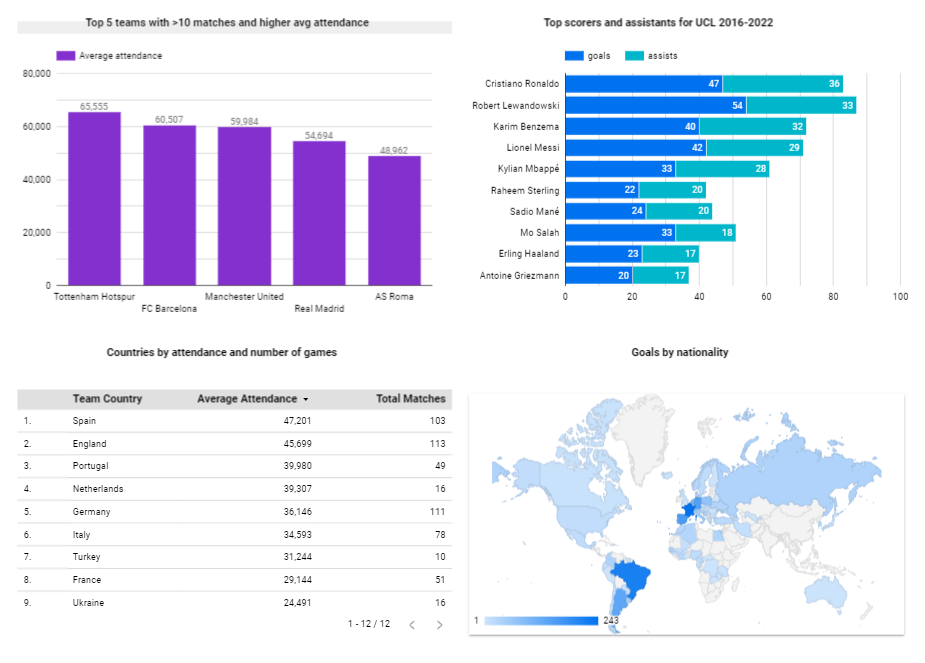 Top 5 teams with >10 matches and higher avg attendance
Average attendance
80,000
60,000
40,000
20,000
0
65,555
60,507
59,984
54,694
48,962
Tottenham Hotspur
FC Barcelona
Manchester United
Real Madrid
AS Roma
Top scorers and assistants for UCL 2016-2022
goals assists
Cristiano Ronaldo 47 36
Robert Lewandowski 54 33
Karim Benzema 40 32
Lionel Messi 42 29
Kylian Mbappé 33 28
Raheem Sterling 22 20
Sadio Mané 24 20
Mo Salah 33 18
Erling Haaland 23 17
Antoine Griezmann 20 17
0 20 40 60 80 100
Countries by attendance and number of games
Team Country Average Attendance Total Matches
1. Spain 47,201 103
2. England 45,699 113
3. Portugal 39,980 49
4. Netherlands 39,307 16
5. Germany 36,146 111
6. Italy 34,593 78
7. Turkey 31,244 10
8. France 29,144 51
9. Ukraine 24,491 16
1 - 12 / 12
Goals by nationality
1 243